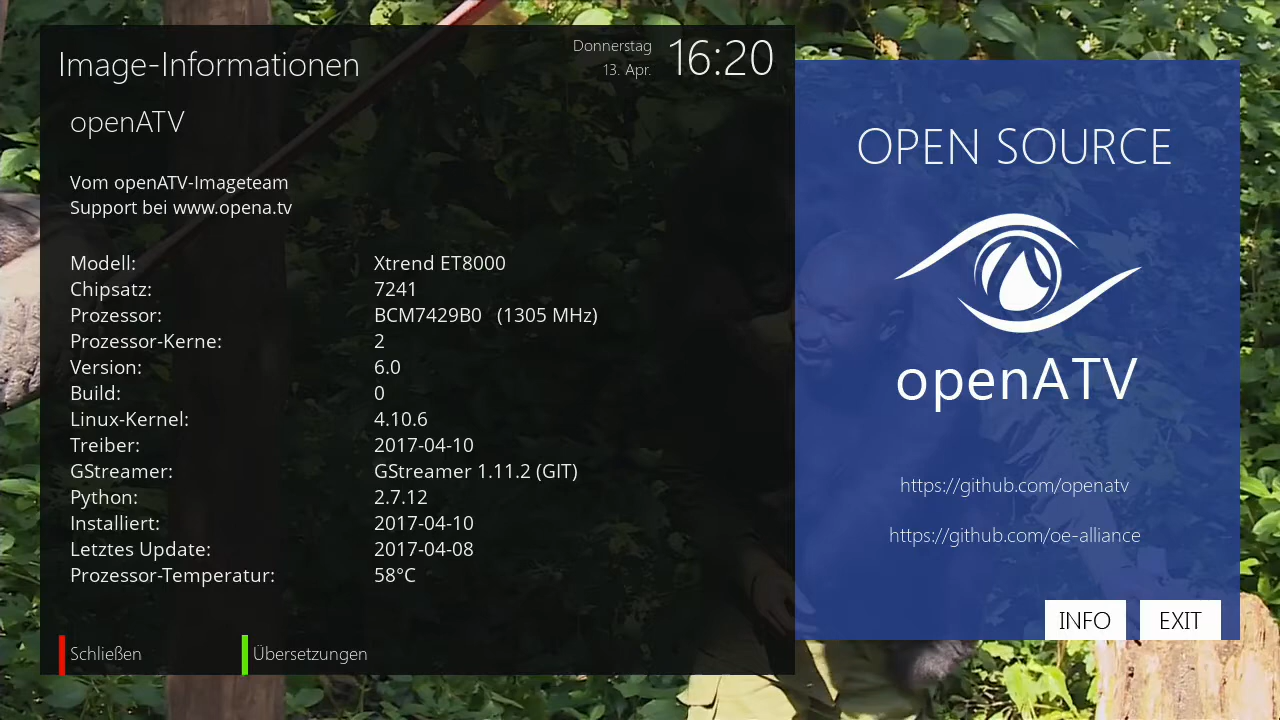 Image-Informationen
Donnerstag
13. Apr.
16:20
openATV
Vom openATV-Imageteam
Support bei www.opena.tv
Modell: Xtrend ET8000
Chipsatz: 7241
Prozessor: BCM7429B0 (1305 MHz)
Prozessor-Kerne: 2
Version: 6.0
Build: 0
Linux-Kernel: 4.10.6
Treiber: 2017-04-10
GStreamer: GStreamer 1.11.2 (GIT)
Python: 2.7.12
Installiert: 2017-04-10
Letztes Update: 2017-04-08
Prozessor-Temperatur: 58°C
Schließen
Übersetzungen
OPEN SOURCE
openATV
https://github.com/openatv
https://github.com/oe-alliance
INFO
EXIT